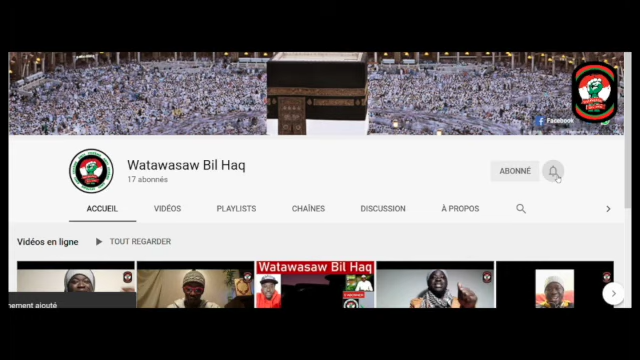 Facebook
Watawasaw Bil Haq
17 abonnés
ABONNÉ
ACCUEIL VIDÉOS PLAYLISTS CHAÎNES DISCUSSION À PROPOS
Vidéos en ligne TOUT REGARDER
Watawasaw Bil Haq
nement ajouté